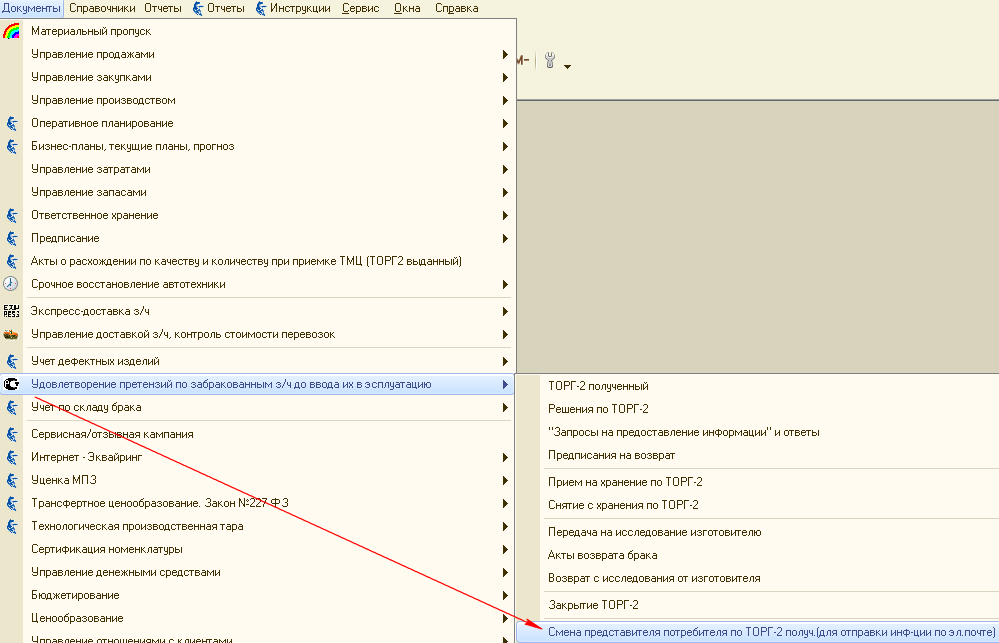 Документы Справочники Отчеты Отчеты Инструкции Сервис Окна Справка
Материальный пропуск
Управление продажами
М-
Управление закупками
Управление производством
Оперативное планирование
Бизнес-планы, текущие планы, прогноз
Управление затратами
Управление запасами
Ответственное хранение
Предписание
Акты о расхождении по качеству и количеству при приемке ТМЦ (ТОРГ2 выданный)
Срочное восстановление автотехники
Экспресс-доставка з/ч
Управление доставкой з/ч, контроль стоимости перевозок
Учет дефектных изделий
Удовлетворение претензий по забракованным з/ч до ввода их в эсплуатацию
Учет по складу брака
Сервисная/отзывная кампания
Интернет - Эквайринг
Уценка МПЗ
Трансфертное ценообразование. Закон №227 ФЗ
Технологическая производственная тара
Сертификация номенклатуры
Управление денежными средствами
Бюджетирование
Ценообразование
Управление отношениями с клиентами
ТОРГ-2 полученный
Решения по ТОРГ-2
"Запросы на предоставление информации" и ответы
Предписания на возврат
Прием на хранение по ТОРГ-2
Снятие с хранения по ТОРГ-2
Передача на исследование изготовителю
Акты возврата брака
Возврат с исследования от изготовителя
Закрытие ТОРГ-2
Смена представителя потребителя по ТОРГ-2 получ.(для отправки инф-ции по эл.почте)